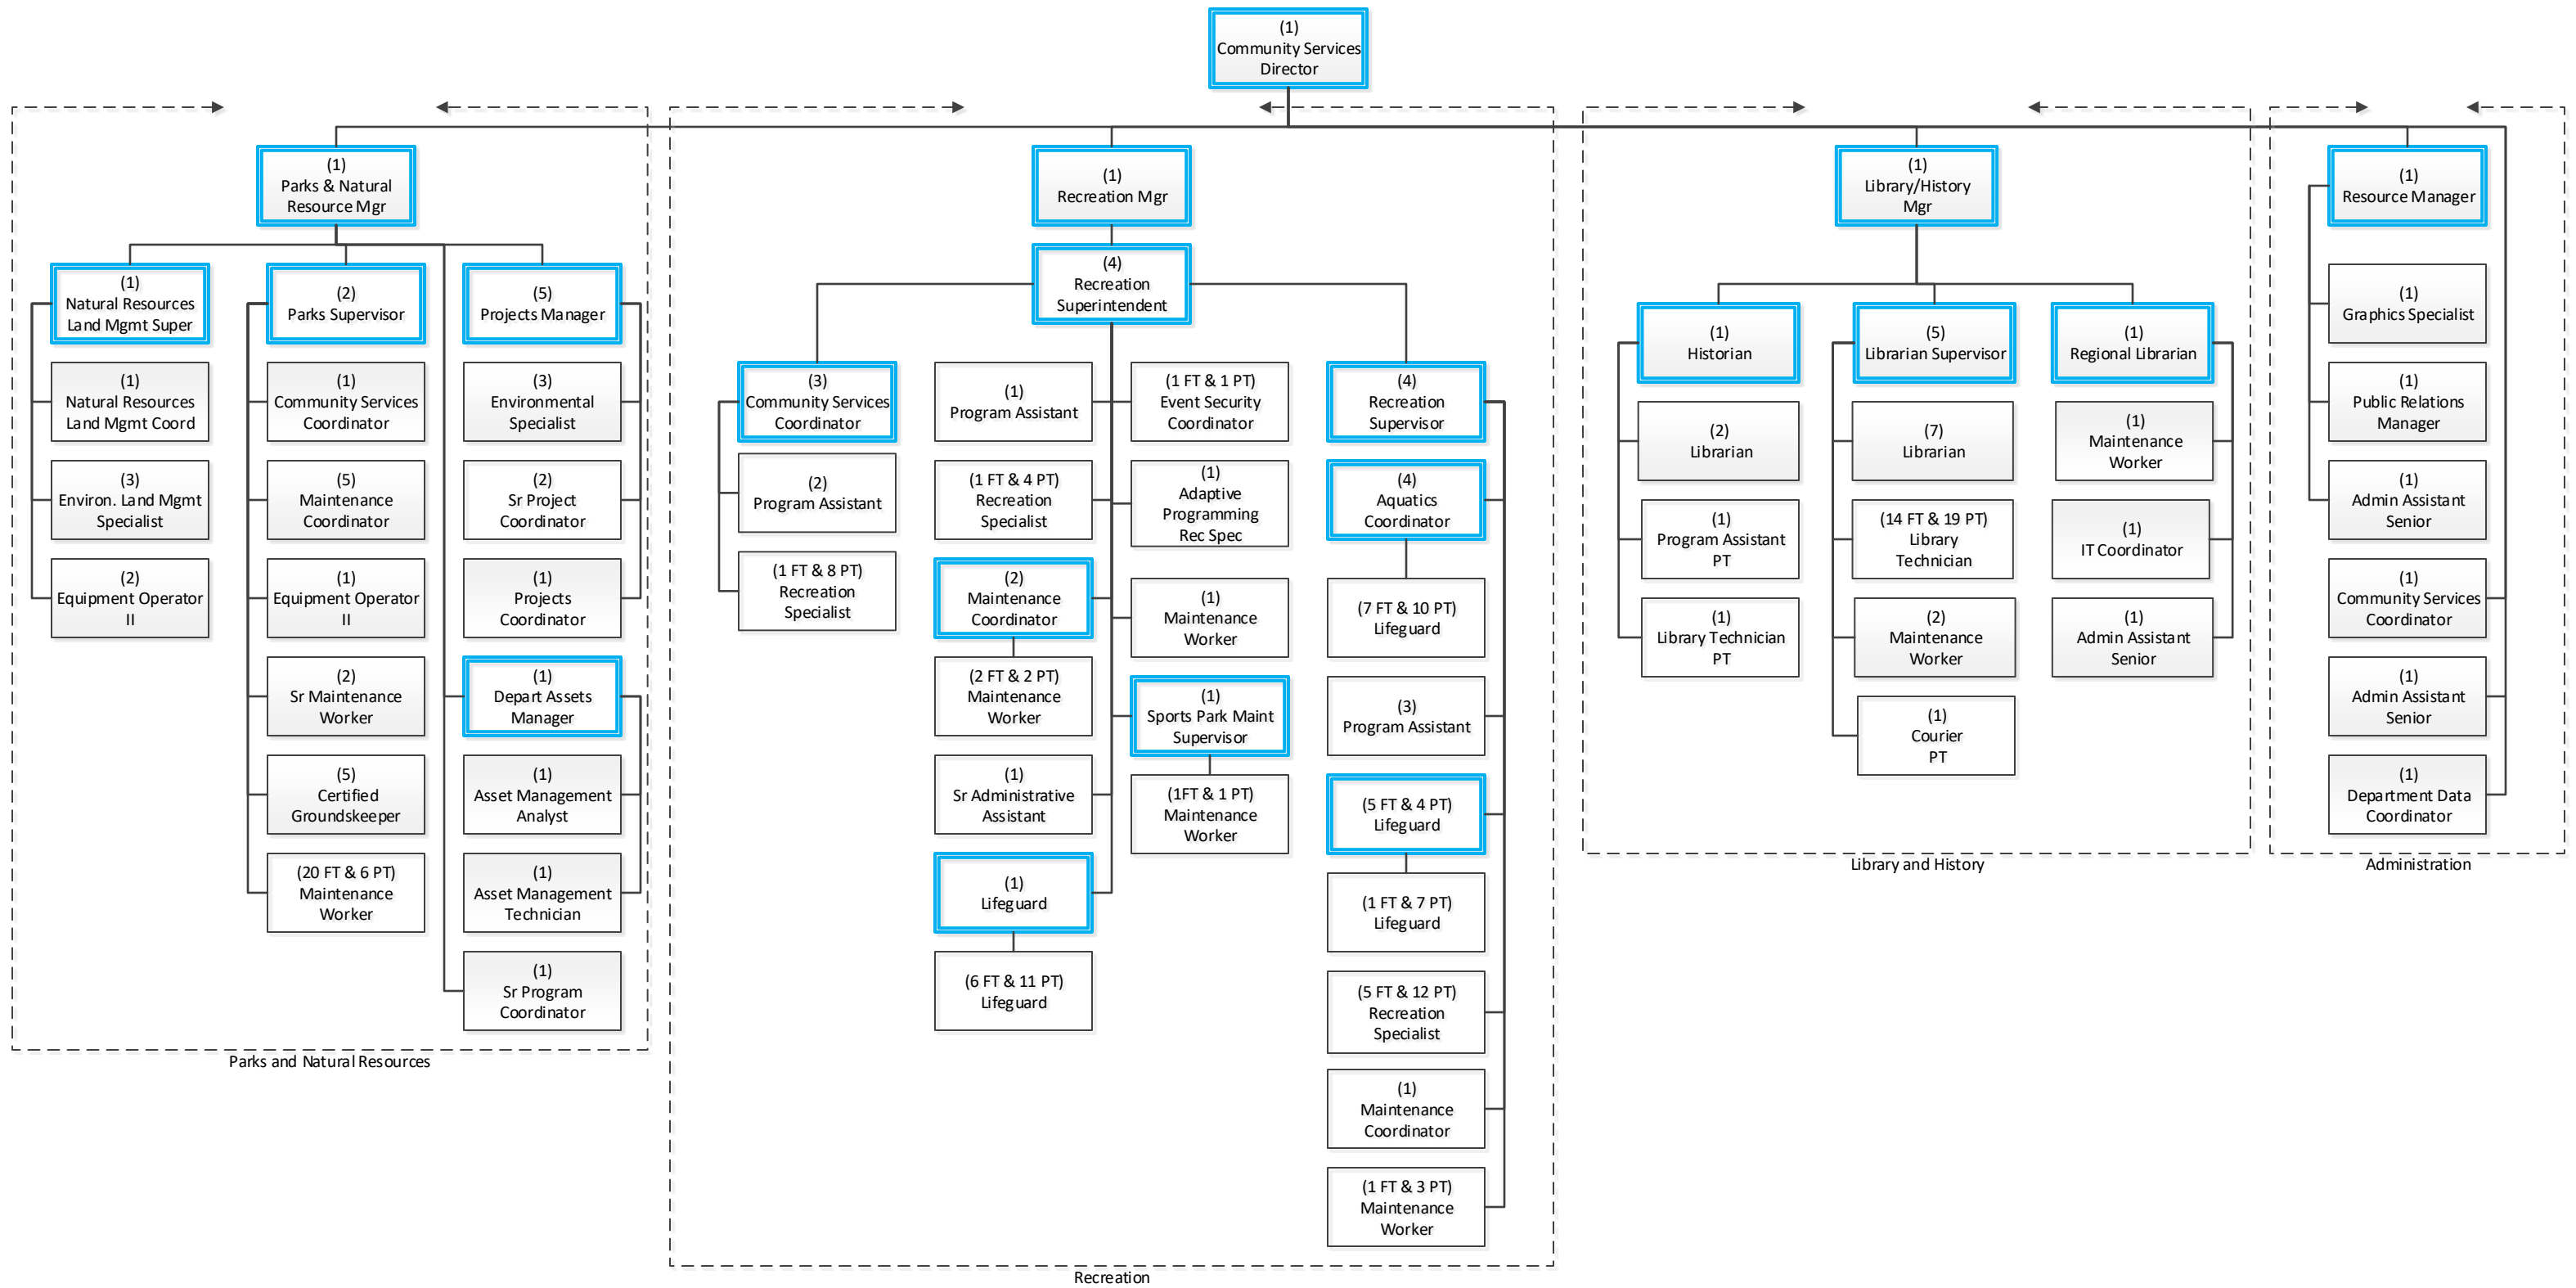 (1)
Community Services
Director
(1)
Parks & Natural
Resource Mgr
(1)
Natural Resources
Land Mgmt Super
(1)
Natural Resources
Land Mgmt Coord
(3)
Environ. Land Mgmt
Specialist
(2)
Equipment Operator
II
(2)
Parks Supervisor
(1)
Community Services
Coordinator
(5)
Maintenance
Coordinator
(1)
Equipment Operator
II
(2)
Sr Maintenance
Worker
(5)
Certified
Groundskeeper
(20 FT & 6 PT)
Maintenance
Worker
(5)
Projects Manager
(3)
Environmental
Specialist
(2)
Sr Project
Coordinator
(1)
Projects
Coordinator
(1)
Depart Assets
Manager
(1)
Asset Management
Analyst
(1)
Asset Management
Technician
(1)
Sr Program
Coordinator
Parks and Natural Resources
(1)
Recreation Mgr
(4)
Recreation
Superintendent
(3)
Community Services
Coordinator
(2)
Program Assistant
(1 FT & 8 PT)
Recreation
Specialist
(1)
Program Assistant
(1 FT & 4 PT)
Recreation
Specialist
(2)
Maintenance
Coordinator
(2 FT & 2 PT)
Maintenance
Worker
(1)
Sr Administrative
Assistant
(1)
Lifeguard
(6 FT & 11 PT)
Lifeguard
(1 FT & 1 PT)
Event Security
Coordinator
(1)
Adaptive
Programming
Rec Spec
(1)
Maintenance
Worker
(1)
Sports Park Maint
Supervisor
(1FT & 1 PT)
Maintenance
Worker
(4)
Recreation
Supervisor
(4)
Aquatics
Coordinator
(7 FT & 10 PT)
Lifeguard
(3)
Program Assistant
(5 FT & 4 PT)
Lifeguard
(1 FT & 7 PT)
Lifeguard
(5 FT & 12 PT)
Recreation
Specialist
(1)
Maintenance
Coordinator
(1 FT & 3 PT)
Maintenance
Worker
Recreation
(1)
Library/History
Mgr
(1)
Historian
(2)
Librarian
(1)
Program Assistant
PT
(1)
Library Technician
PT
(5)
Librarian Supervisor
(7)
Librarian
(14 FT & 19 PT)
Library
Technician
(2)
Maintenance
Worker
(1)
Courier
PT
(1)
Regional Librarian
(1)
Maintenance
Worker
(1)
IT Coordinator
(1)
Admin Assistant
Senior
Library and History
(1)
Resource Manager
(1)
Graphics Specialist
(1)
Public Relations
Manager
(1)
Admin Assistant
Senior
(1)
Community Services
Coordinator
(1)
Admin Assistant
Senior
(1)
Department Data
Coordinator
Administration